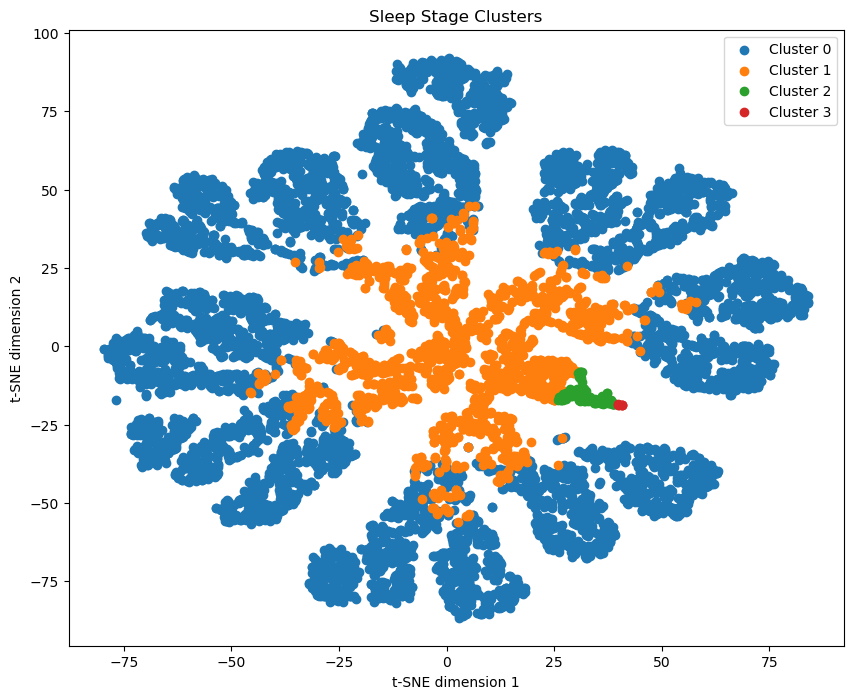 Sleep Stage Clusters
Cluster 0
Cluster 1
Cluster 2
Cluster 3
100
75
50
25
0
−25
−50
−75
t-SNE dimension 2
−75
−50
−25
0
25
50
75
t-SNE dimension 1